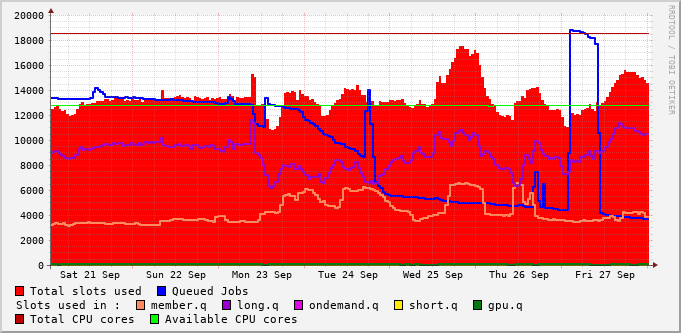 20000
18000
16000
14000
12000
10000
8000
6000
4000
2000
0
Sat 21 Sep Sun 22 Sep Mon 23 Sep Tue 24 Sep Wed 25 Sep Thu 26 Sep Fri 27 Sep
RRDTOOL / TOBI OETIKER
Total slots used Queued Jobs
Slots used in : member.q long.q ondemand.q short.q gpu.q
Total CPU cores Available CPU cores